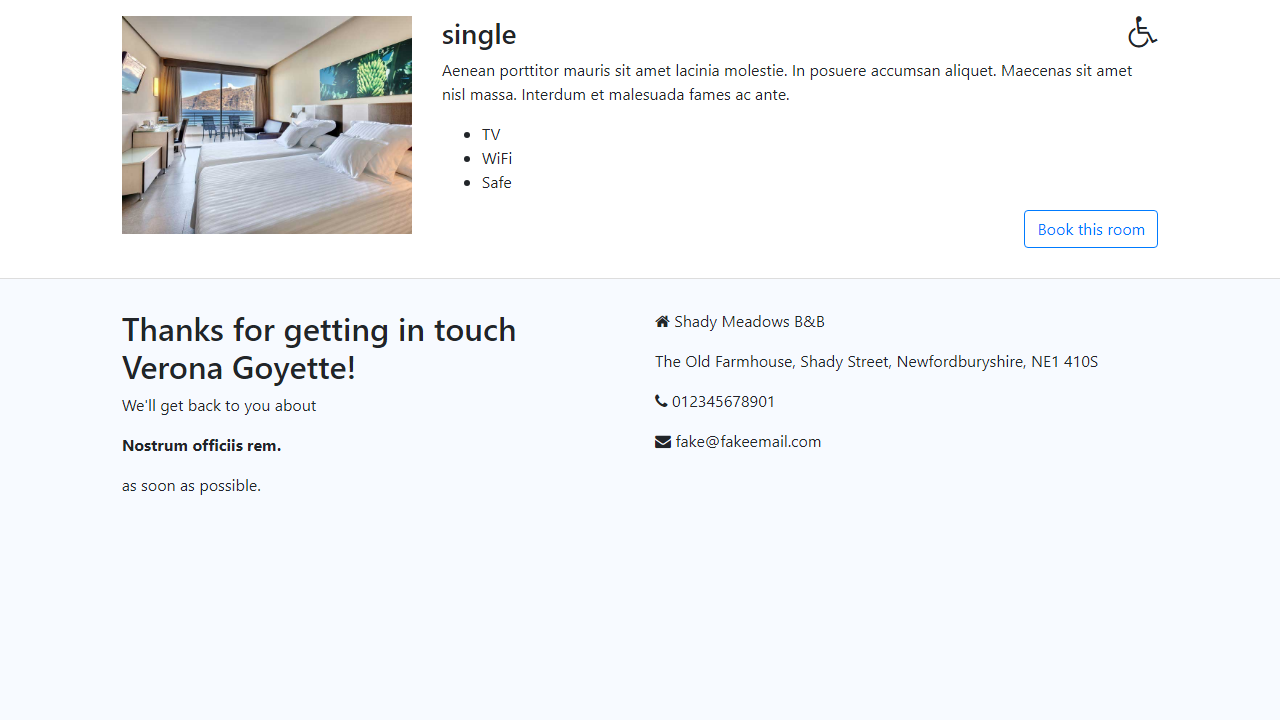 single
Aenean porttitor mauris sit amet lacinia molestie. In posuere accumsan aliquet. Maecenas sit amet
nisl massa. Interdum et malesuada fames ac ante.
TV
WiFi
Safe
Book this room
Thanks for getting in touch
Verona Goyette!
We'll get back to you about
Nostrum officiis rem.
as soon as possible.
Shady Meadows B&B
The Old Farmhouse, Shady Street, Newfordburyshire, NE1 410S
012345678901
fake@fakeemail.com